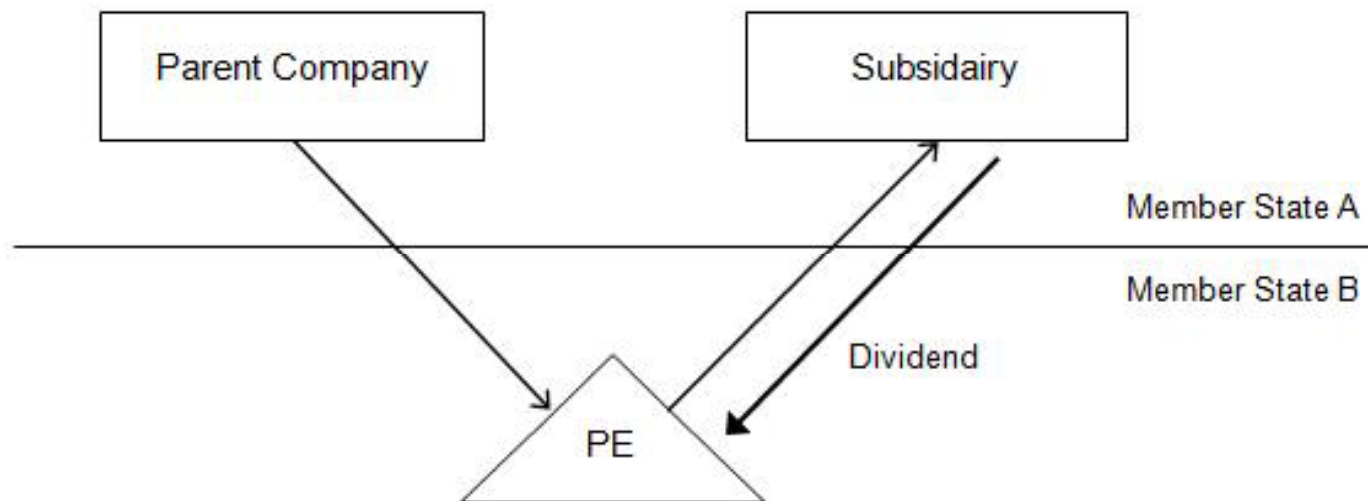 Parent Company
Subsidairy
Member State A
Member State B
Dividend
PE